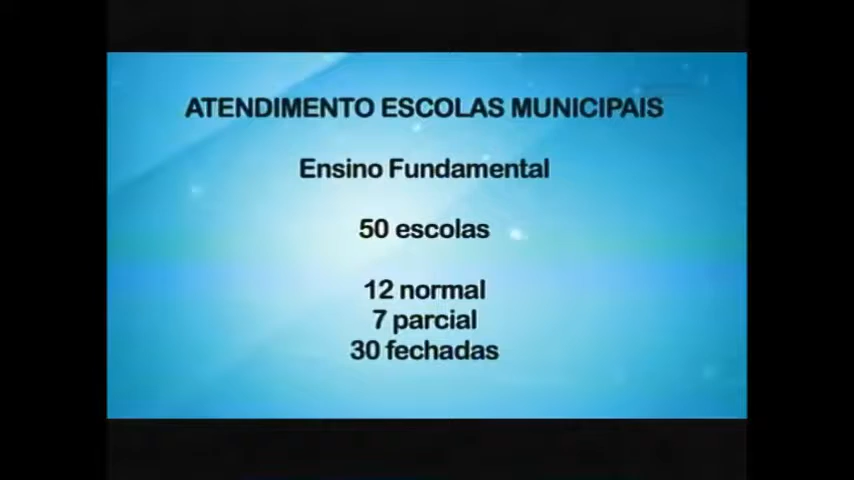 ATENDIMENTO ESCOLAS MUNICIPAIS
Ensino Fundamental
50 escolas
12 normal
7 parcial
30 fechadas